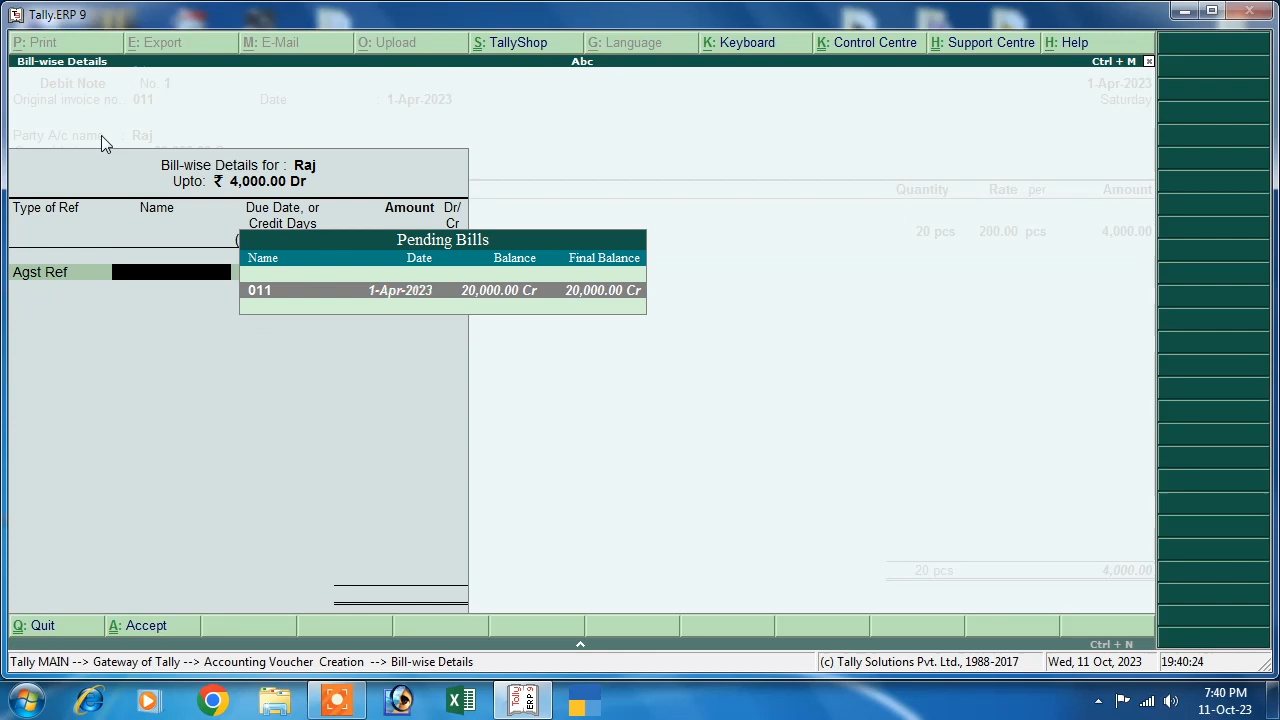 Tally.ERP 9
P: Print E: Export M: E-Mail O: Upload S: TallyShop G: Language K: Keyboard K: Control Centre H: Support Centre H: Help
Bill-wise Details Abc Ctrl + M
Debit Note No. 1 1-Apr-2023
Original invoice no.: 011 Date : 1-Apr-2023 Saturday
Party A/c name : Raj
Bill-wise Details for : Raj
Upto: ₹ 4,000.00 Dr
Quantity Rate per Amount
Type of Ref Name Due Date, or Amount Dr/
Credit Days Cr
20 pcs 200.00 pcs 4,000.00
Pending Bills
Name Date Balance Final Balance
Agst Ref
011 1-Apr-2023 20,000.00 Cr 20,000.00 Cr
20 pcs 4,000.00
Q: Quit A: Accept
Ctrl + N
Tally MAIN --> Gateway of Tally --> Accounting Voucher Creation --> Bill-wise Details (c) Tally Solutions Pvt. Ltd., 1988-2017 Wed, 11 Oct, 2023 19:40:24
Tally ERP 9
7:40 PM
11-Oct-23